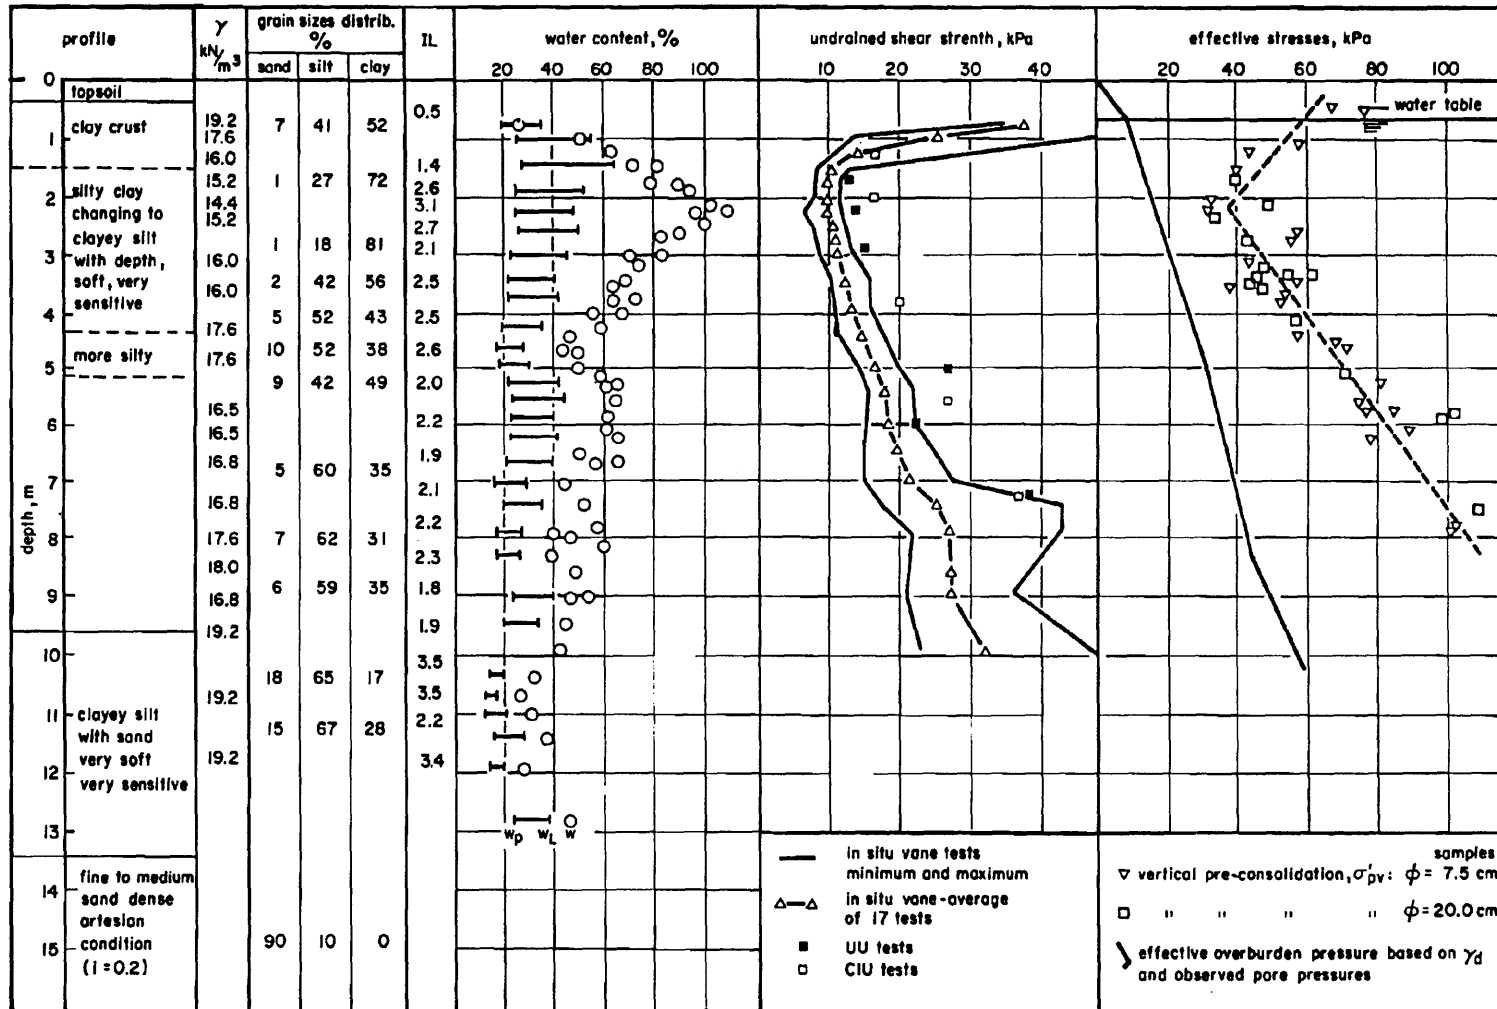 profile
γ
kN/m³
grain sizes distrib.
%
sand silt clay
IL
water content, %
20 40 60 80 100
undrained shear strenth, kPa
10 20 30 40
effective stresses, kPa
20 40 60 80 100
depth, m
0
1
2
3
4
5
6
7
8
9
10
11
12
13
14
15
topsoil
clay crust
silty clay
changing to
clayey silt
with depth,
soft, very
sensitive
more silty
clayey silt
with sand
very soft
very sensitive
fine to medium
sand dense
artesian
condition
(i = 0.2)
19.2
17.6
16.0
15.2
14.4
15.2
16.0
16.0
17.6
17.6
16.5
16.5
16.8
16.8
17.6
18.0
16.8
19.2
19.2
19.2
7 41 52
1 27 72
1 18 81
2 42 56
5 52 43
10 52 38
9 42 49
5 60 35
7 62 31
6 59 35
18 65 17
15 67 28
90 10 0
0.5
1.4
2.6
3.1
2.7
2.1
2.5
2.5
2.6
2.0
2.2
1.9
2.1
2.2
2.3
1.8
1.9
3.5
3.5
2.2
3.4
wp wL w
water table
in situ vane tests
minimum and maximum
in situ vane-average
of 17 tests
UU tests
CIU tests
samples
vertical pre-consolidation, σ'pv: ϕ = 7.5 cm
" " " " ϕ = 20.0 cm
effective overburden pressure based on γd
and observed pore pressures